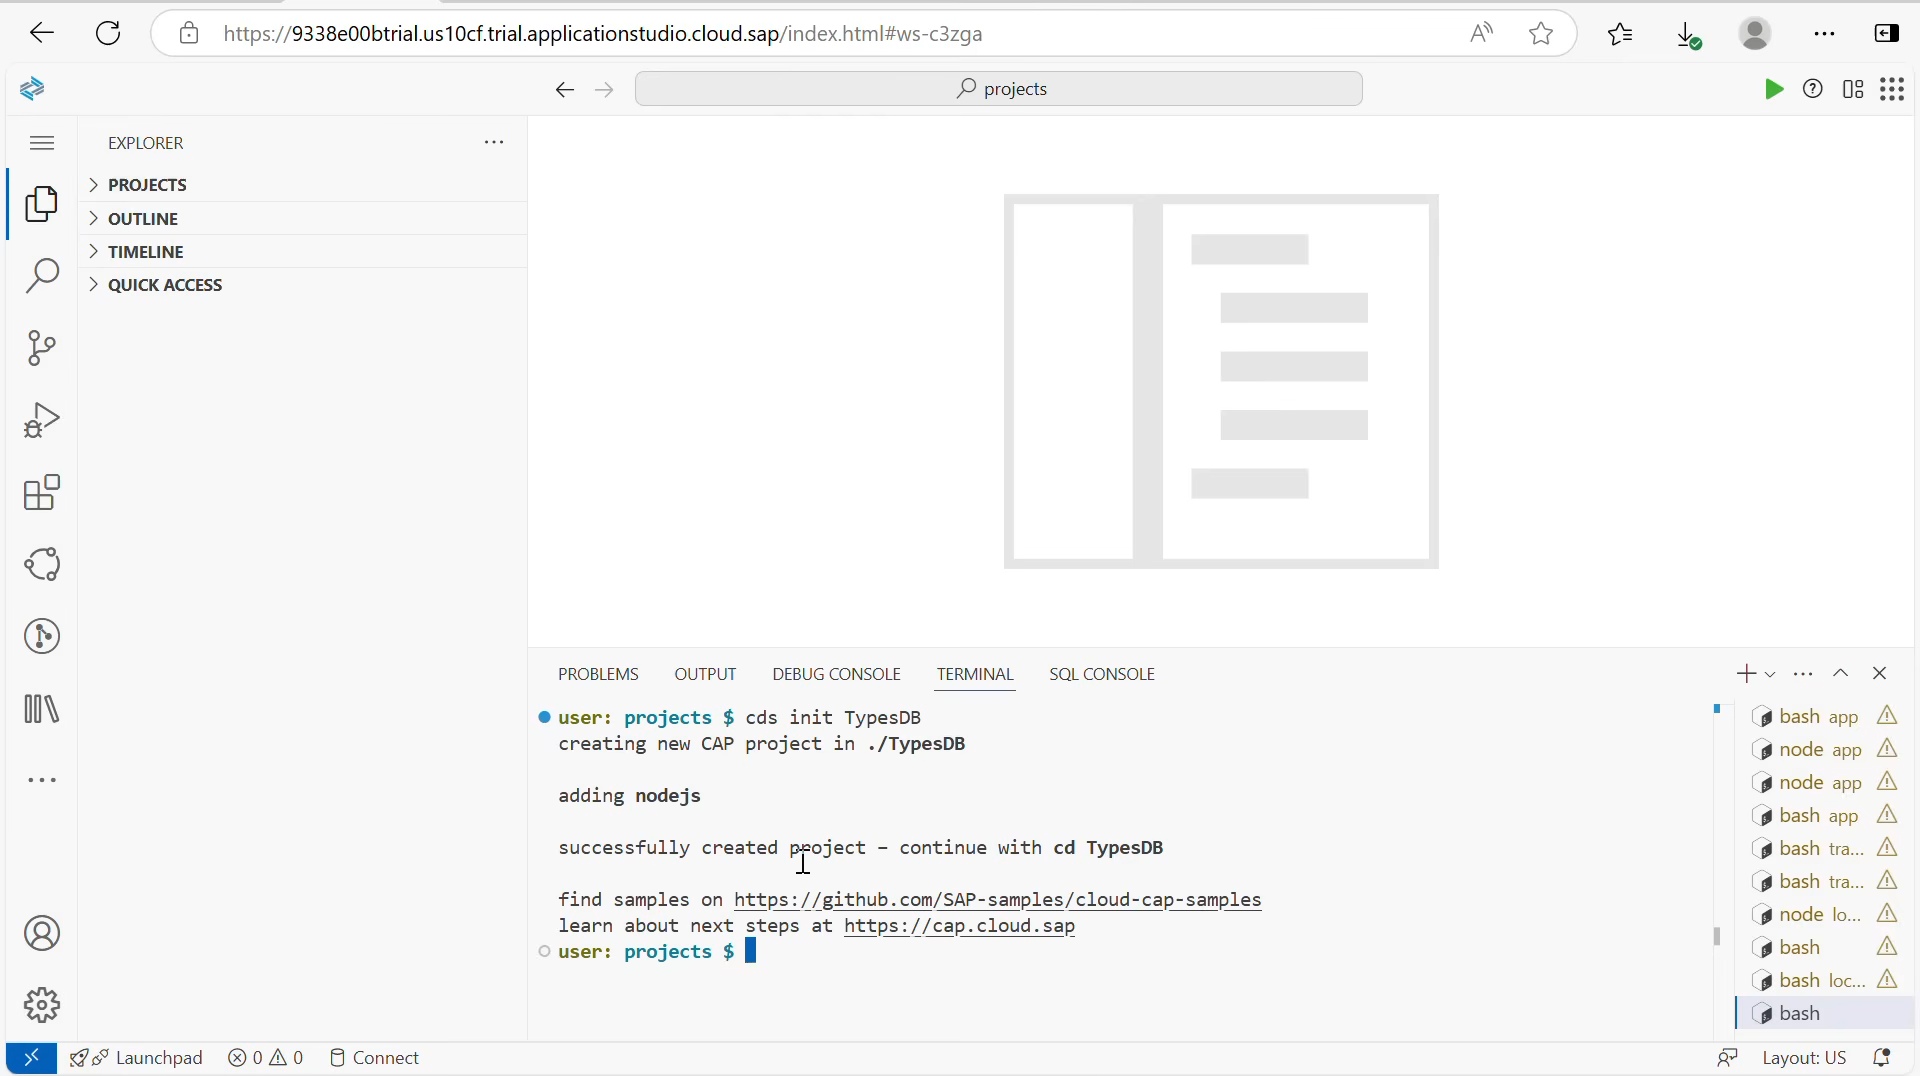 https://9338e00btrial.us10cf.trial.applicationstudio.cloud.sap/index.html#ws-c3zga
projects
EXPLORER
PROJECTS
OUTLINE
TIMELINE
QUICK ACCESS
PROBLEMS OUTPUT DEBUG CONSOLE TERMINAL SQL CONSOLE
user: projects $ cds init TypesDB
creating new CAP project in ./TypesDB
adding nodejs
successfully created project – continue with cd TypesDB
find samples on https://github.com/SAP-samples/cloud-cap-samples
learn about next steps at https://cap.cloud.sap
user: projects $
bash app
node app
node app
bash app
bash tra...
bash tra...
node lo...
bash
bash loc...
bash
Launchpad 0 0 Connect
Layout: US